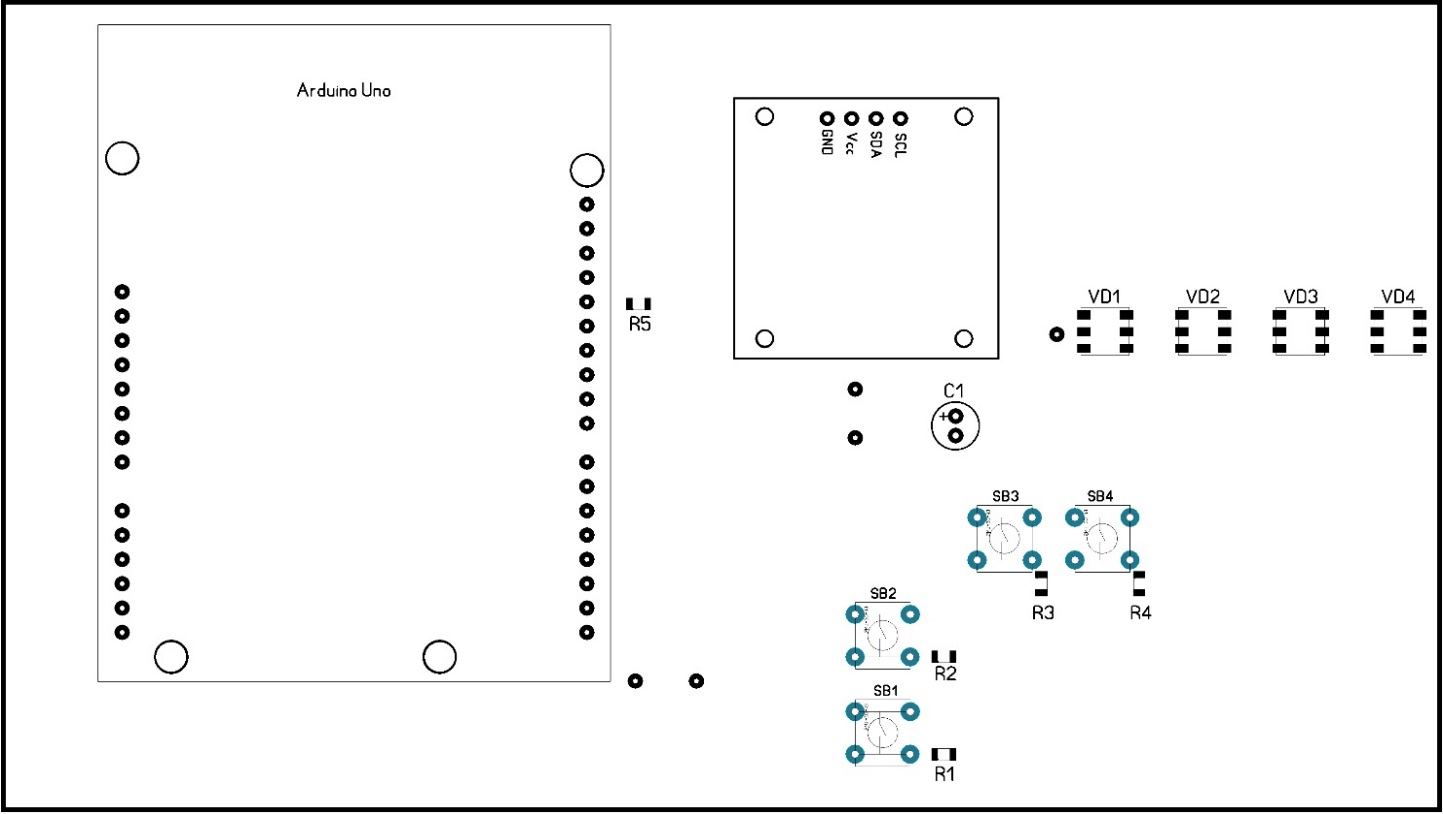 Arduino Uno
GND
Vcc
SDA
SCL
VD1
VD2
VD3
VD4
R5
C1
+
SB3
SB4
R3
R4
SB2
R2
SB1
R1